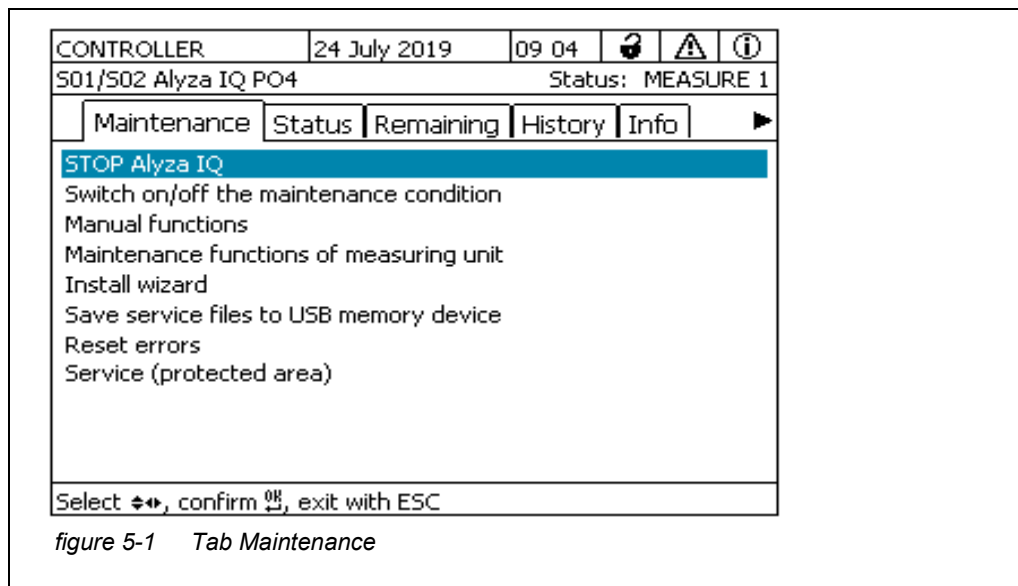 CONTROLLER 24 July 2019 09 04
S01/S02 Alyza IQ PO4 Status: MEASURE 1
Maintenance Status Remaining History Info
STOP Alyza IQ
Switch on/off the maintenance condition
Manual functions
Maintenance functions of measuring unit
Install wizard
Save service files to USB memory device
Reset errors
Service (protected area)
Select , confirm OK, exit with ESC
figure 5-1 Tab Maintenance